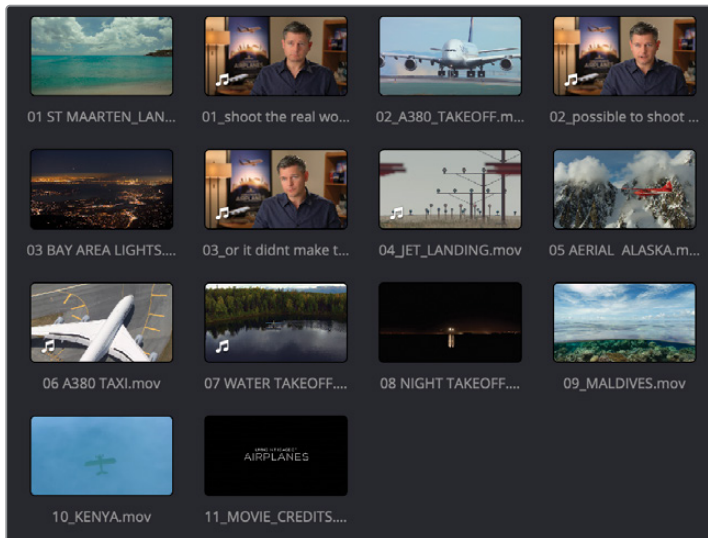 01 ST MAARTEN_LAN...
01_shoot the real wo...
02_A380_TAKEOFF.m...
02_possible to shoot ...
03 BAY AREA LIGHTS....
03_or it didnt make t...
04_JET_LANDING.mov
05 AERIAL  ALASKA.m...
06 A380 TAXI.mov
07 WATER TAKEOFF....
08 NIGHT TAKEOFF....
09_MALDIVES.mov
AIRPLANES
10_KENYA.mov
11_MOVIE_CREDITS....